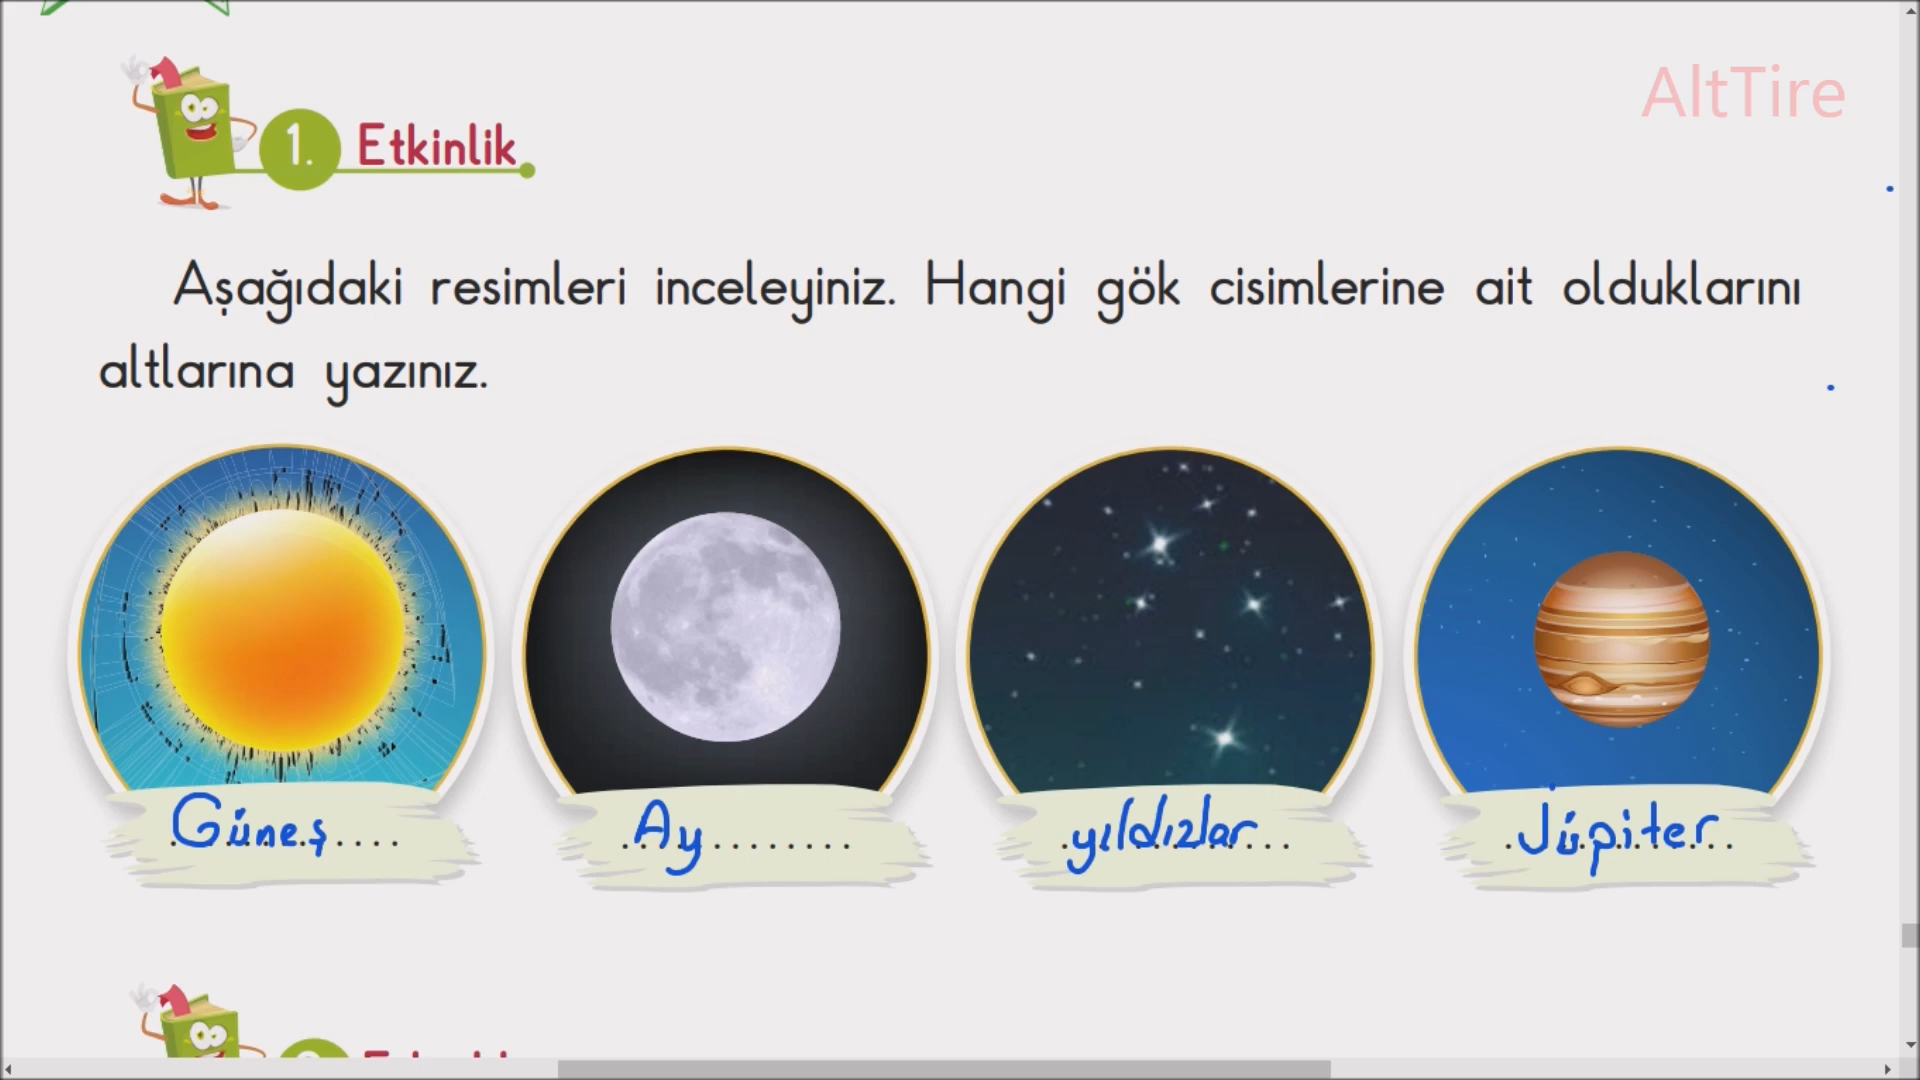 AltTire
1. Etkinlik
Aşağıdaki resimleri inceleyiniz. Hangi gök cisimlerine ait olduklarını
altlarına yazınız.
Güneş....
Ay.........
yıldızlar...
Jüpiter..